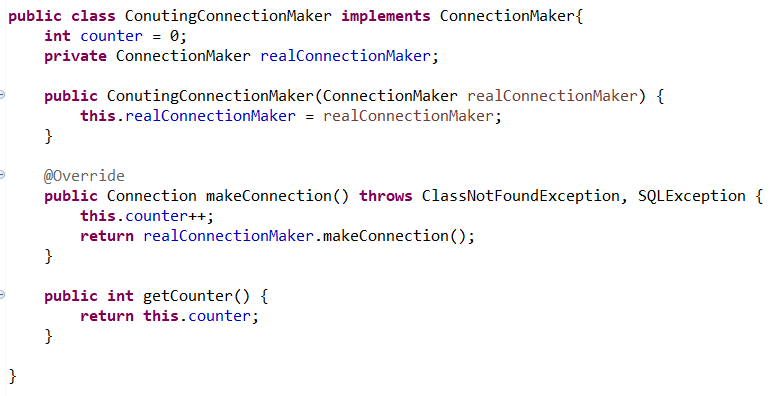 public class ConutingConnectionMaker implements ConnectionMaker{
int counter = 0;
private ConnectionMaker realConnectionMaker;
public ConutingConnectionMaker(ConnectionMaker realConnectionMaker) {
this.realConnectionMaker = realConnectionMaker;
}
@Override
public Connection makeConnection() throws ClassNotFoundException, SQLException {
this.counter++;
return realConnectionMaker.makeConnection();
}
public int getCounter() {
return this.counter;
}
}